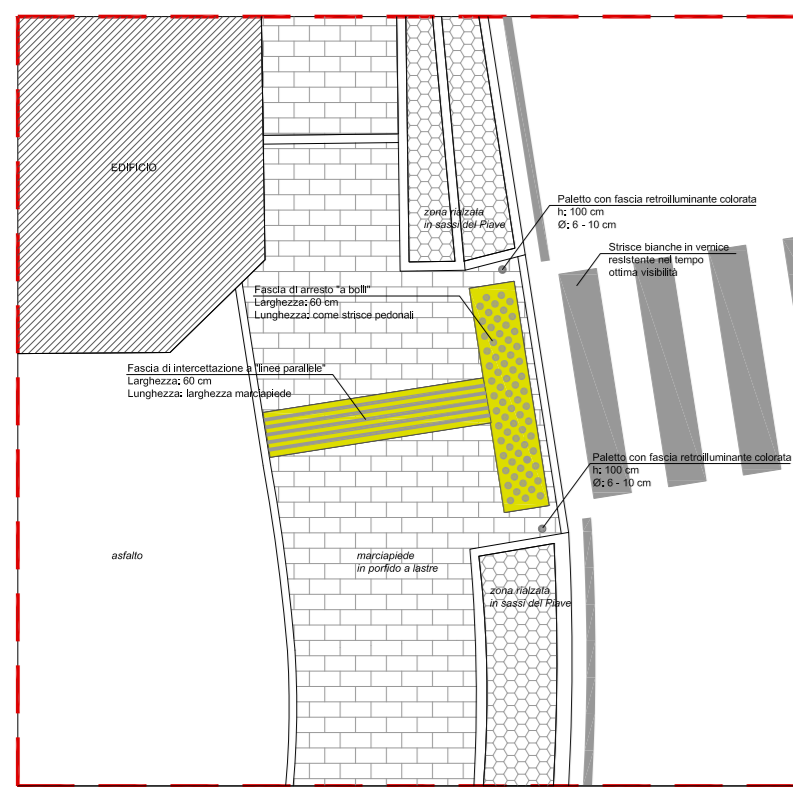 EDIFICIO
zona rialzata
in sassi del Piave
Paletto con fascia retroilluminante colorata
h: 100 cm
Ø: 6 - 10 cm
Strisce bianche in vernice
resistente nel tempo
ottima visibilità
Fascia di arresto "a bolli"
Larghezza: 60 cm
Lunghezza: come strisce pedonali
Fascia di intercettazione a "linee parallele"
Larghezza: 60 cm
Lunghezza: larghezza marciapiede
Paletto con fascia retroilluminante colorata
h: 100 cm
Ø: 6 - 10 cm
asfalto
marciapiede
in porfido a lastre
zona rialzata
in sassi del Piave